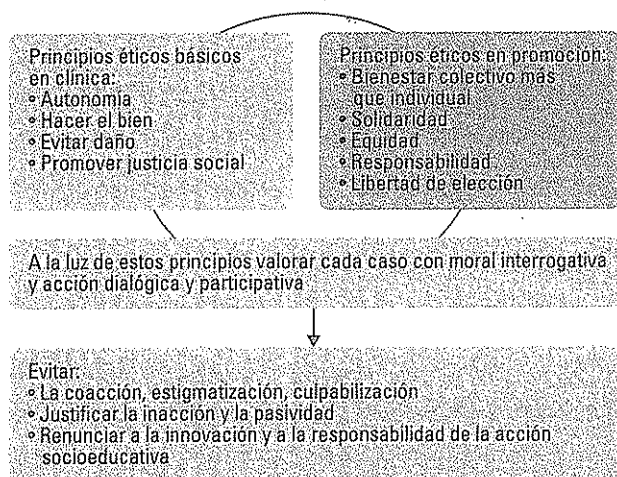 Principios éticos básicos
en clínica:
• Autonomía
• Hacer el bien
• Evitar daño
• Promover justicia social
Principios éticos en promoción:
• Bienestar colectivo más
que individual
• Solidaridad
• Equidad
• Responsabilidad
• Libertad de elección
A la luz de estos principios valorar cada caso con moral interrogativa
y acción dialógica y participativa
Evitar:
• La coacción, estigmatización, culpabilización
• Justificar la inacción y la pasividad
• Renunciar a la innovación y a la responsabilidad de la acción
socioeducativa